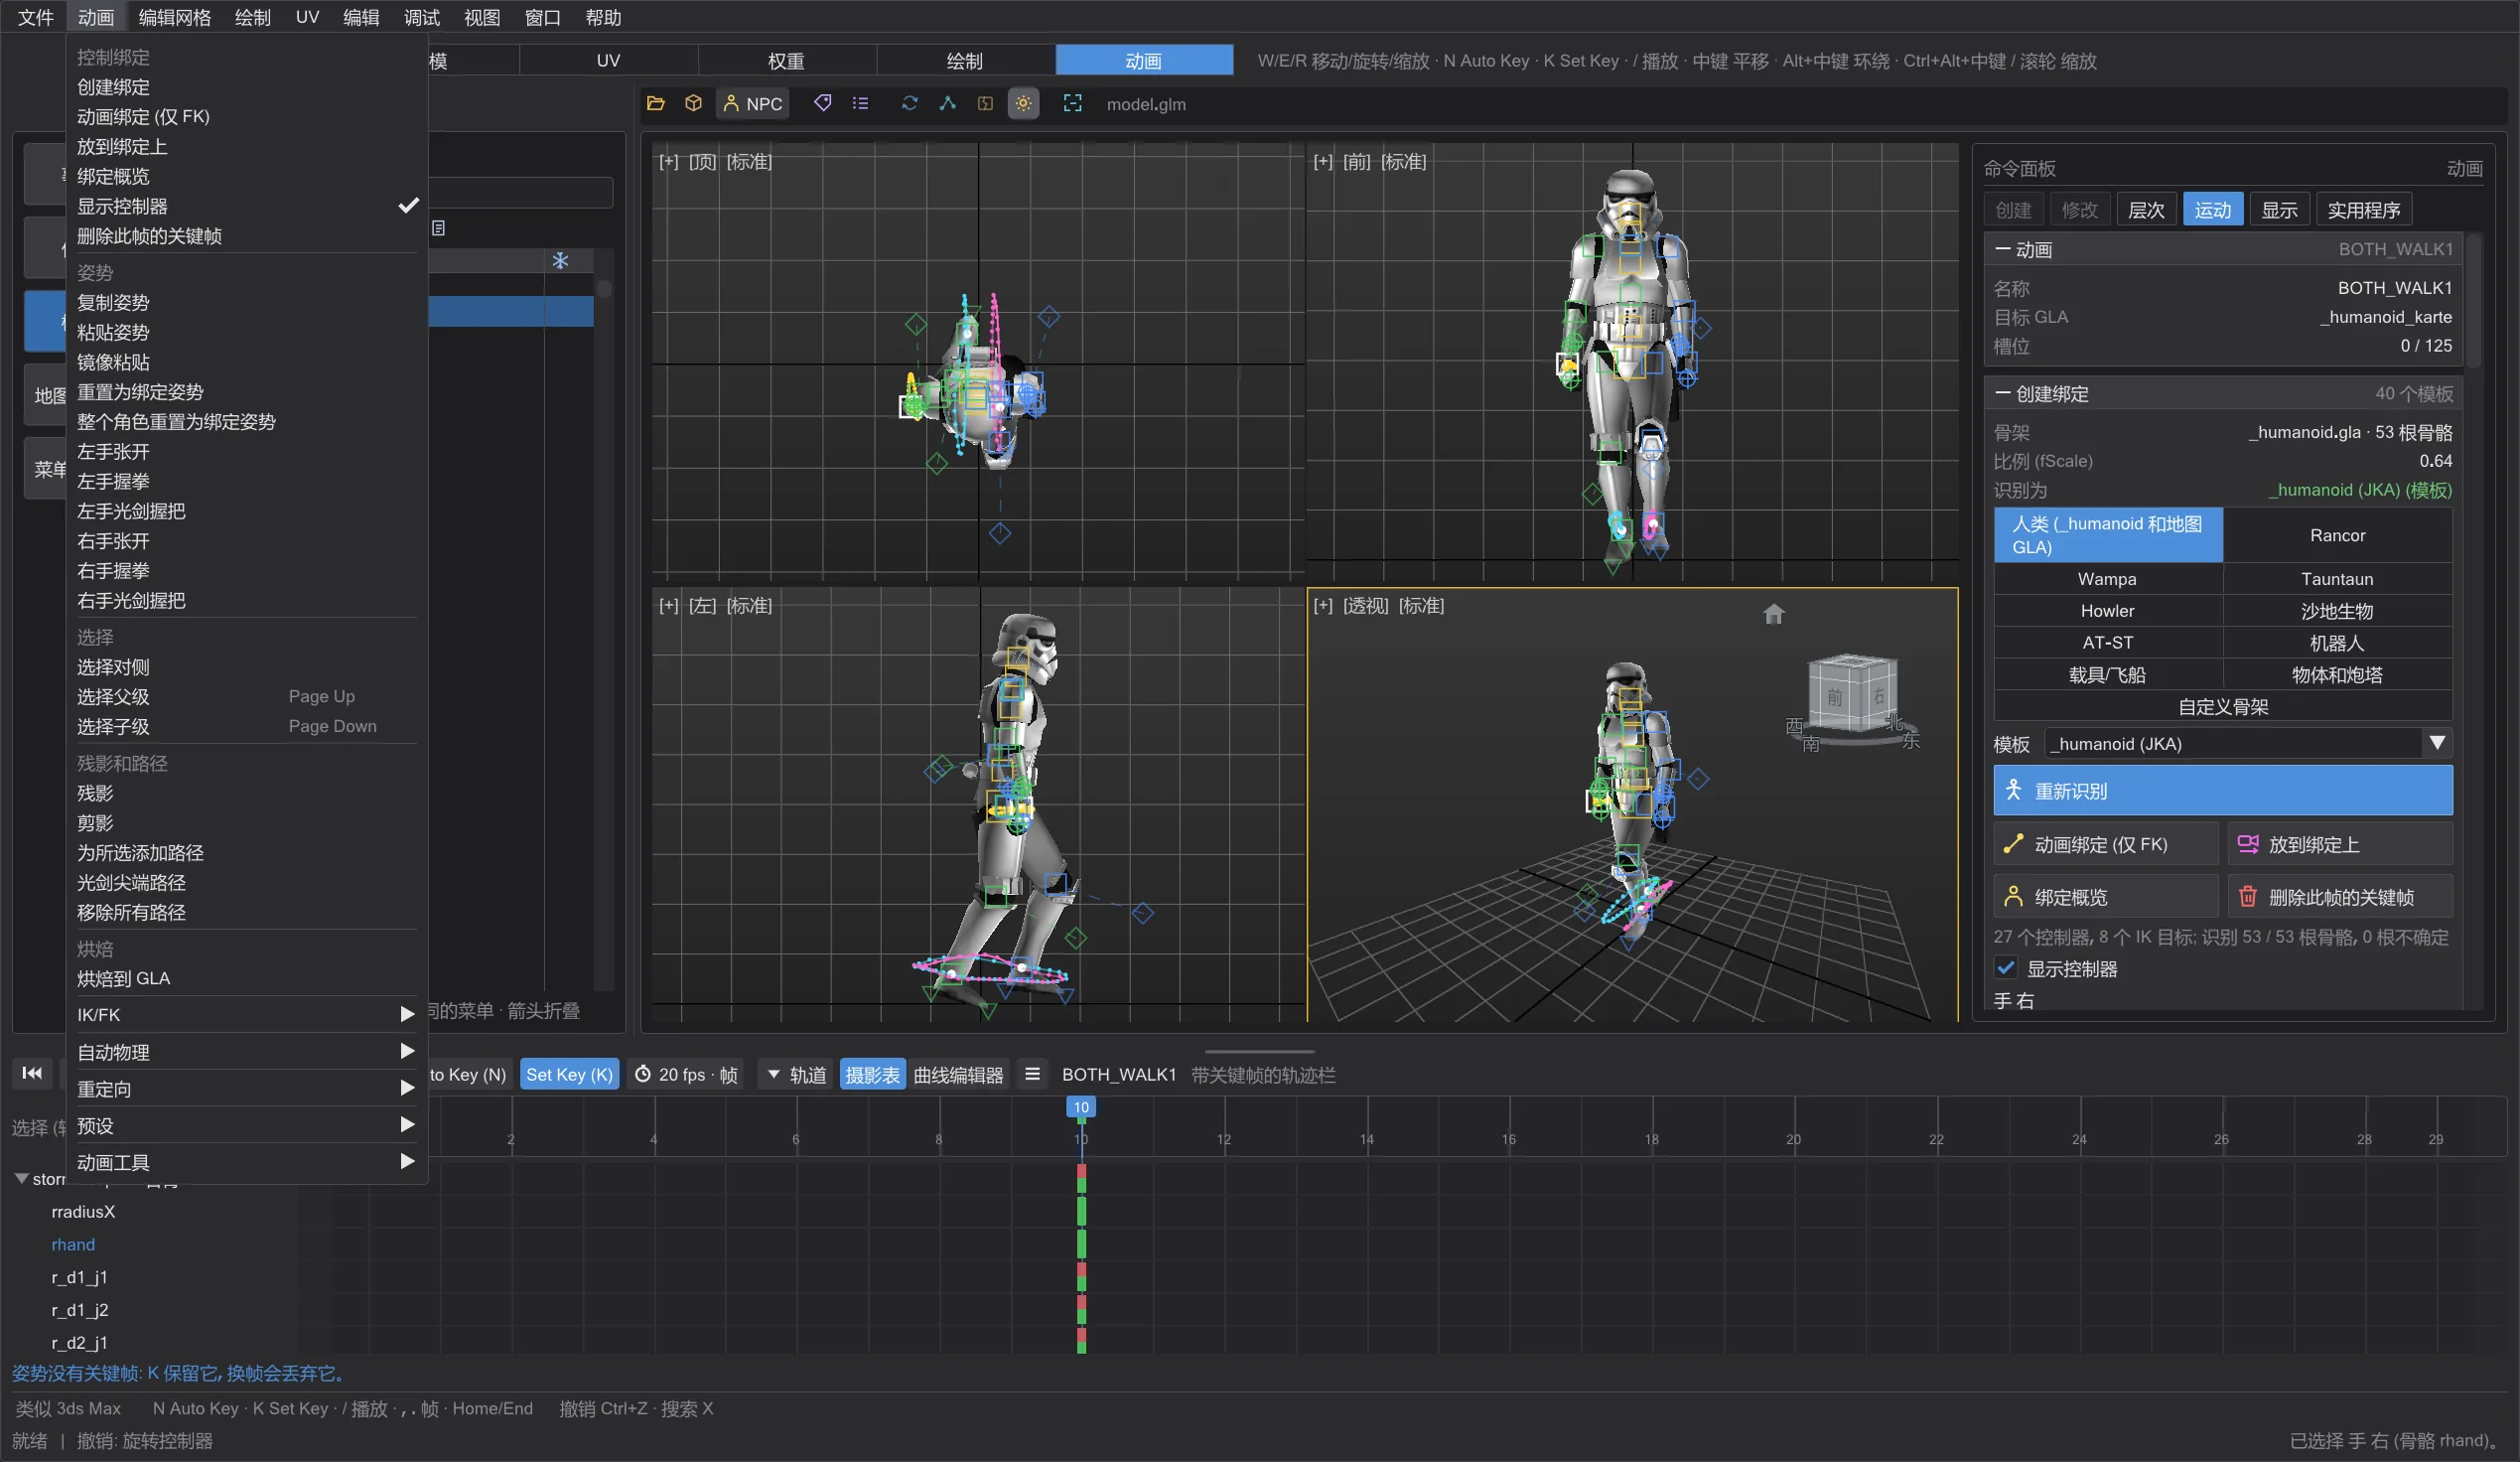 文件 动画 编辑网格 绘制 UV 编辑 调试 视图 窗口 帮助
模 UV 权重 绘制 动画 W/E/R 移动/旋转/缩放 · N Auto Key · K Set Key · / 播放 · 中键 平移 · Alt+中键 环绕 · Ctrl+Alt+中键 / 滚轮 缩放
NPC model.glm
控制绑定
创建绑定
动画绑定 (仅 FK)
放到绑定上
绑定概览
显示控制器
删除此帧的关键帧
姿势
复制姿势
粘贴姿势
镜像粘贴
重置为绑定姿势
整个角色重置为绑定姿势
左手张开
左手握拳
左手光剑握把
右手张开
右手握拳
右手光剑握把
选择
选择对侧
选择父级 Page Up
选择子级 Page Down
残影和路径
残影
剪影
为所选添加路径
光剑尖端路径
移除所有路径
烘焙
烘焙到 GLA
IK/FK
自动物理
重定向
预设
动画工具
地图
菜单
同的菜单 · 箭头折叠
[+] [顶] [标准]
[+] [前] [标准]
[+] [左] [标准]
[+] [透视] [标准]
前 右
西 北
南 东
命令面板 动画
创建 修改 层次 运动 显示 实用程序
一 动画 BOTH_WALK1
名称 BOTH_WALK1
目标 GLA _humanoid_karte
槽位 0 / 125
一 创建绑定 40 个模板
骨架 _humanoid.gla · 53 根骨骼
比例 (fScale) 0.64
识别为 _humanoid (JKA) (模板)
人类 (_humanoid 和地图
GLA) Rancor
Wampa Tauntaun
Howler 沙地生物
AT-ST 机器人
载具/飞船 物体和炮塔
自定义骨架
模板 _humanoid (JKA)
重新识别
动画绑定 (仅 FK) 放到绑定上
绑定概览 删除此帧的关键帧
27 个控制器, 8 个 IK 目标; 识别 53 / 53 根骨骼, 0 根不确定
显示控制器
手 右
to Key (N) Set Key (K) 20 fps · 帧 轨道 摄影表 曲线编辑器 BOTH_WALK1 带关键帧的轨迹栏
10
选择 (
2 4 6 8 10 12 14 16 18 20 22 24 26 28 29
storm
rradiusX
rhand
r_d1_j1
r_d1_j2
r_d2_j1
姿势没有关键帧: K 保留它, 换帧会丢弃它。
类似 3ds Max N Auto Key · K Set Key · / 播放 · , . 帧 · Home/End 撤销 Ctrl+Z · 搜索 X
就绪 | 撤销: 旋转控制器 已选择 手 右 (骨骼 rhand)。